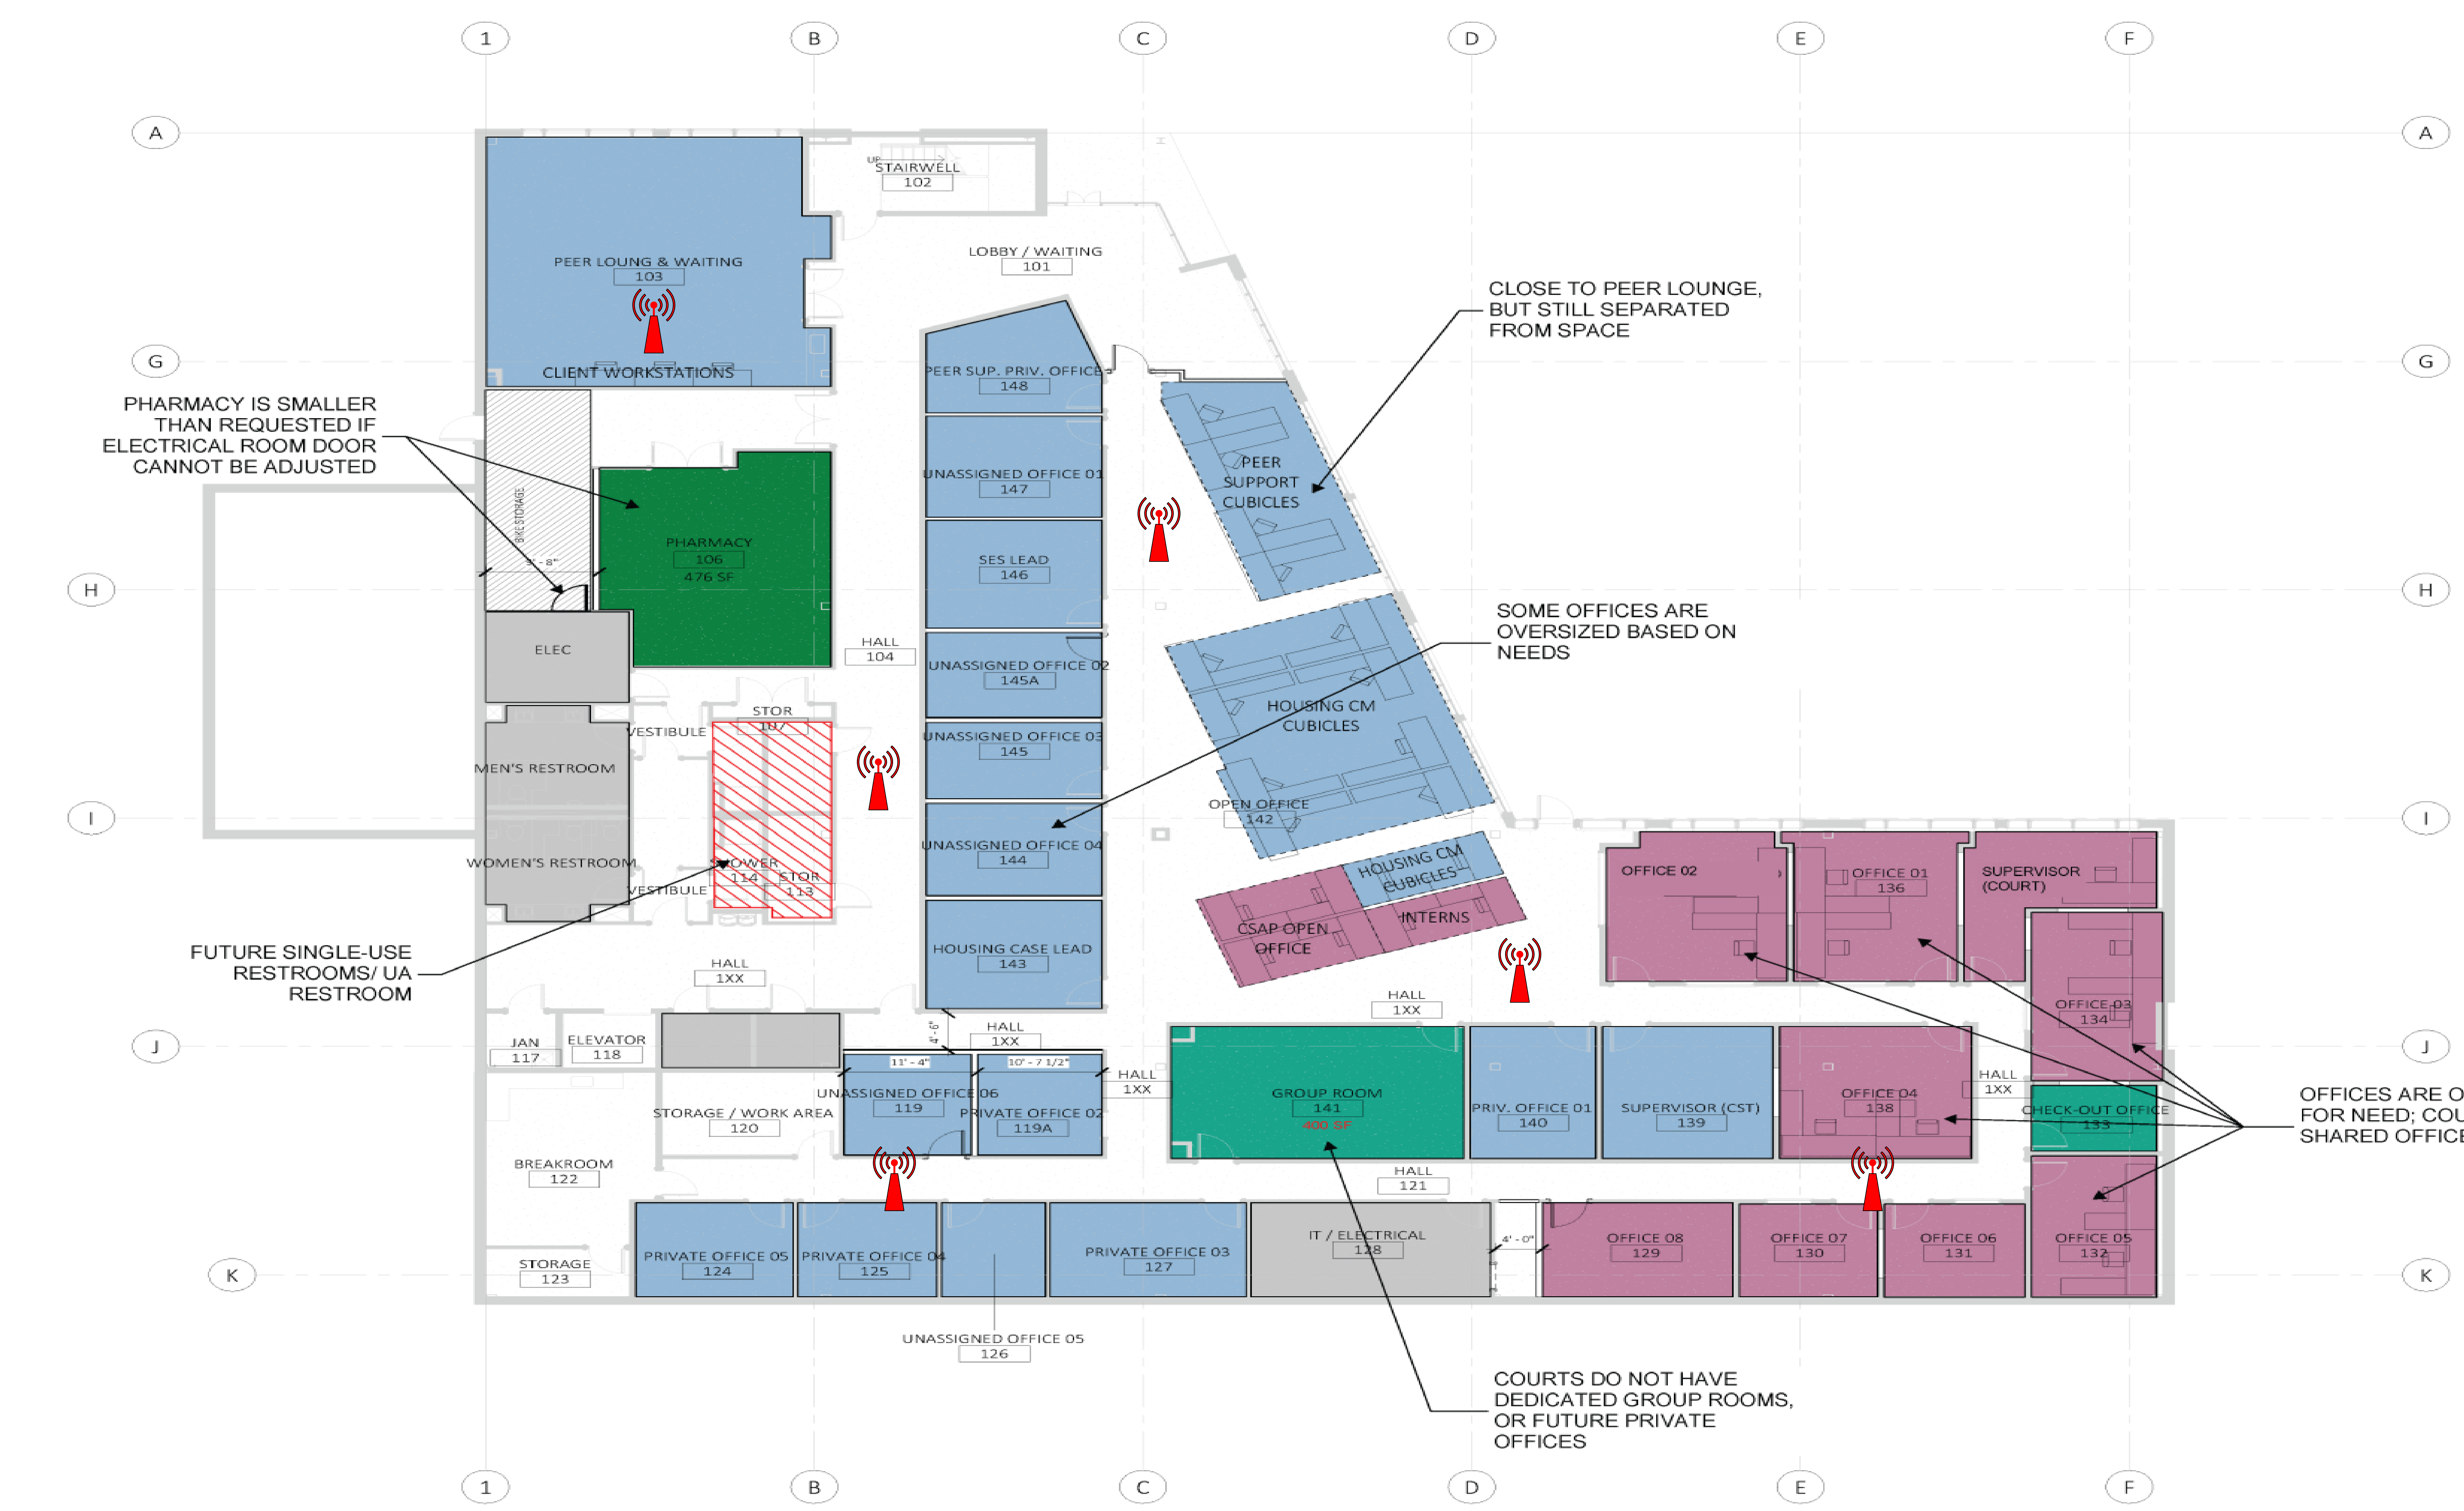 1
B
C
D
E
F
A
A
UP
STAIRWELL
102
LOBBY / WAITING
101
PEER LOUNG & WAITING
103
CLIENT WORKSTATIONS
G
G
CLOSE TO PEER LOUNGE,
BUT STILL SEPARATED
FROM SPACE
PHARMACY IS SMALLER
THAN REQUESTED IF
ELECTRICAL ROOM DOOR
CANNOT BE ADJUSTED
PEER SUP. PRIV. OFFICE
148
UNASSIGNED OFFICE 01
147
PEER
SUPPORT
CUBICLES
BIKE STORAGE
9' - 8"
PHARMACY
106
476 SF
SES LEAD
146
H
H
ELEC
HALL
104
UNASSIGNED OFFICE 02
145A
SOME OFFICES ARE
OVERSIZED BASED ON
NEEDS
HOUSING CM
CUBICLES
STOR
107
VESTIBULE
UNASSIGNED OFFICE 03
145
MEN'S RESTROOM
OPEN OFFICE
142
I
I
UNASSIGNED OFFICE 04
144
WOMEN'S RESTROOM
SHOWER
114
STOR
113
VESTIBULE
HOUSING CM
CUBICLES
INTERNS
CSAP OPEN
OFFICE
OFFICE 02
OFFICE 01
136
SUPERVISOR
(COURT)
FUTURE SINGLE-USE
RESTROOMS/ UA
RESTROOM
HOUSING CASE LEAD
143
HALL
1XX
HALL
1XX
OFFICE 03
134
4'-6"
HALL
1XX
J
J
JAN
117
ELEVATOR
118
11' - 4"
10' - 7 1/2"
HALL
1XX
HALL
1XX
UNASSIGNED OFFICE 06
119
PRIVATE OFFICE 02
119A
STORAGE / WORK AREA
120
GROUP ROOM
141
400 SF
PRIV. OFFICE 01
140
SUPERVISOR (CST)
139
OFFICE 04
138
CHECK-OUT OFFICE
133
OFFICES ARE O
FOR NEED; COU
SHARED OFFICE
BREAKROOM
122
HALL
121
STORAGE
123
PRIVATE OFFICE 05
124
PRIVATE OFFICE 04
125
PRIVATE OFFICE 03
127
IT / ELECTRICAL
128
4' - 0"
OFFICE 08
129
OFFICE 07
130
OFFICE 06
131
OFFICE 05
132
K
K
UNASSIGNED OFFICE 05
126
COURTS DO NOT HAVE
DEDICATED GROUP ROOMS,
OR FUTURE PRIVATE
OFFICES
1
B
C
D
E
F